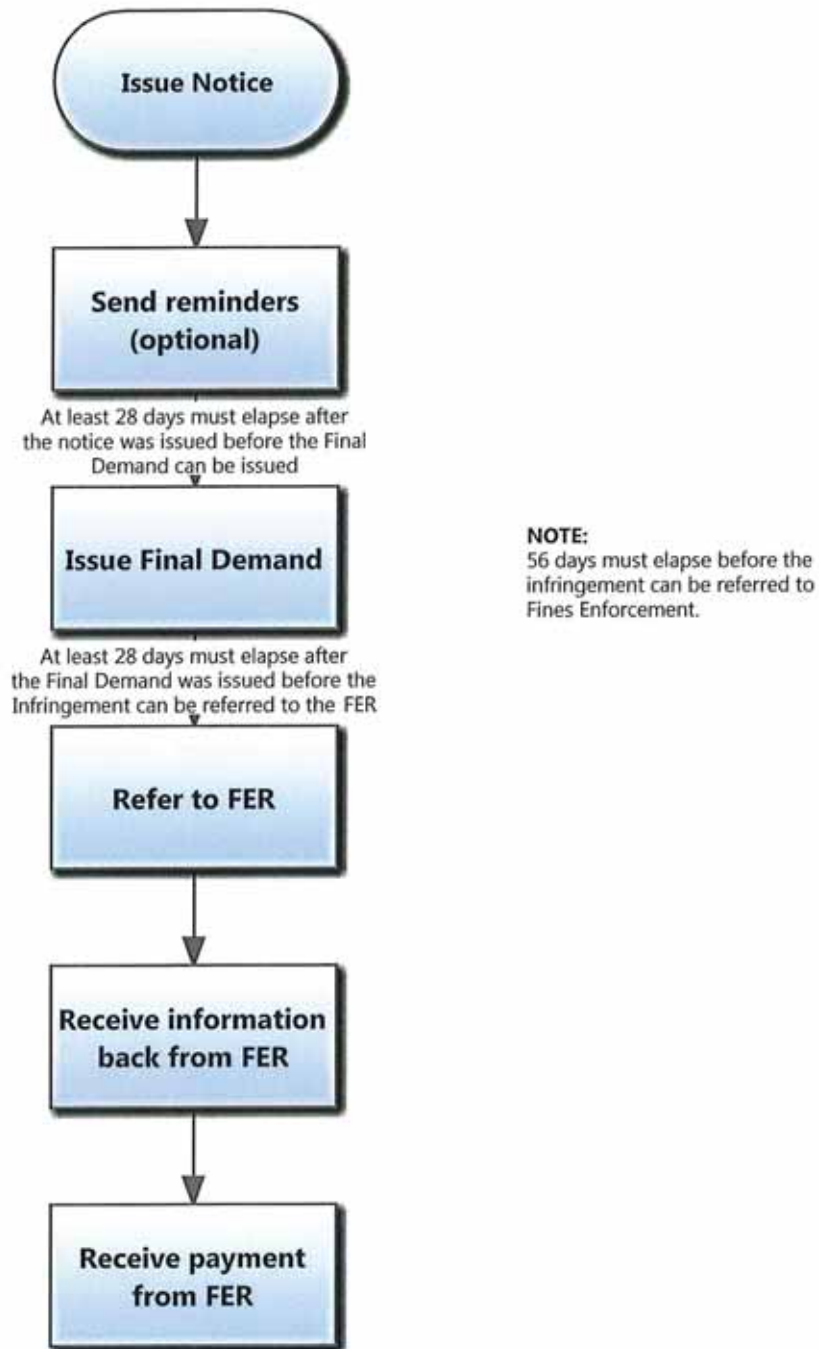 Issue Notice
Send reminders
(optional)
At least 28 days must elapse after
the notice was issued before the Final
Demand can be issued
Issue Final Demand
NOTE:
56 days must elapse before the
infringement can be referred to
Fines Enforcement.
At least 28 days must elapse after
the Final Demand was issued before the
Infringement can be referred to the FER
Refer to FER
Receive information
back from FER
Receive payment
from FER